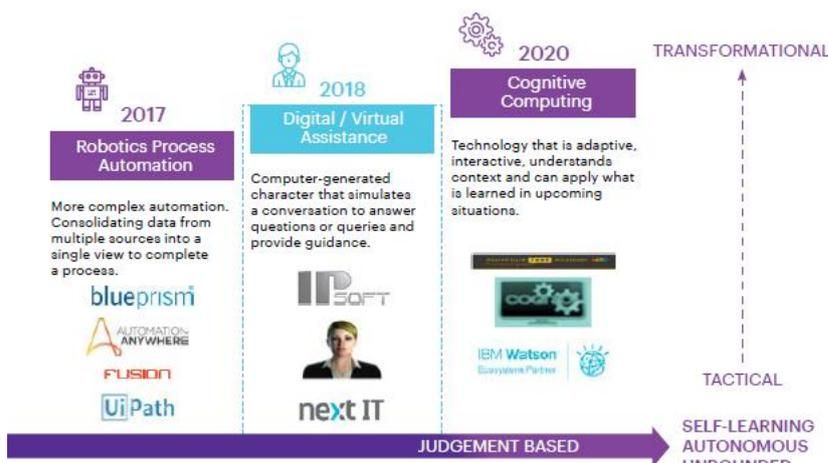 2017
Robotics Process
Automation
More complex automation.
Consolidating data from
multiple sources into a
single view to complete
a process.
blueprism
AUTOMATION
ANYWHERE
FUSION
UiPath
2018
Digital / Virtual
Assistance
Computer-generated
character that simulates
a conversation to answer
questions or queries and
provide guidance.
IPSOFT
next IT
2020
Cognitive
Computing
Technology that is adaptive,
interactive, understands
context and can apply what
is learned in upcoming
situations.
IBM Watson
Ecosystem Partner
TRANSFORMATIONAL
TACTICAL
JUDGEMENT BASED
SELF-LEARNING
AUTONOMOUS
UNBOUNDED